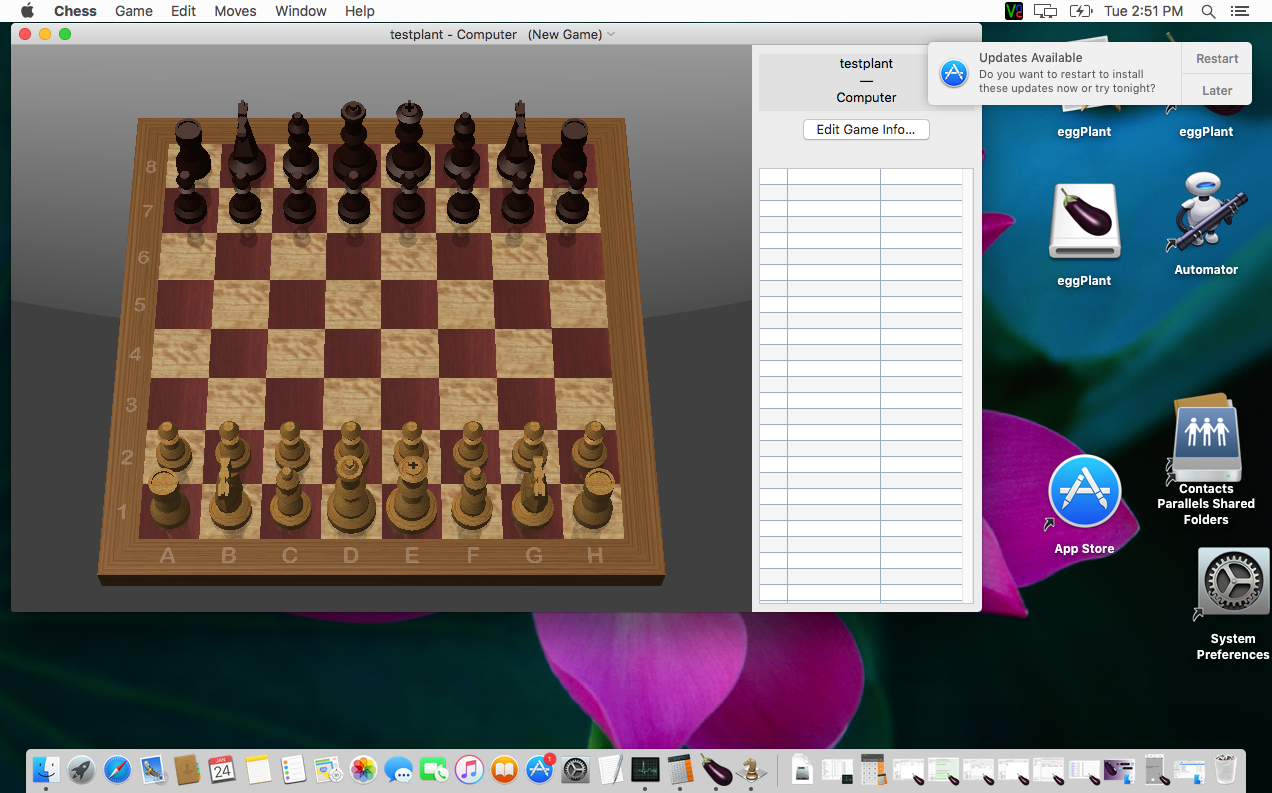 Chess Game Edit Moves Window Help
Tue 2:51 PM
testplant - Computer (New Game)
testplant
—
Computer
Edit Game Info...
Updates Available
Do you want to restart to install
these updates now or try tonight?
Restart
Later
8
7
6
5
4
3
2
1
A B C D E F G H
eggPlant
eggPlant
eggPlant
Automator
Contacts
Parallels Shared
Folders
App Store
System
Preferences
JAN
24
1